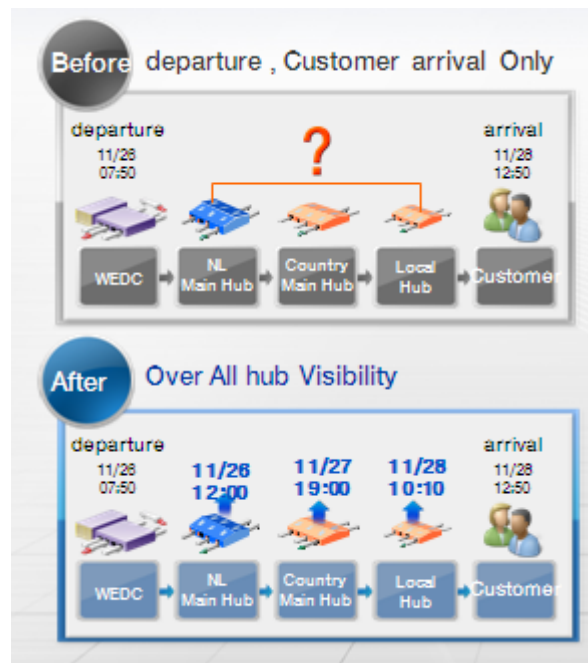 Before departure , Customer arrival Only
departure
11/26
07:50
?
arrival
11/28
12:50
WEDC
NL
Main Hub
Country
Main Hub
Local
Hub
Customer
After Over All hub Visibility
departure
11/26
07:50
11/26
12:00
11/27
19:00
11/28
10:10
arrival
11/28
12:50
WEDC
NL
Main Hub
Country
Main Hub
Local
Hub
Customer